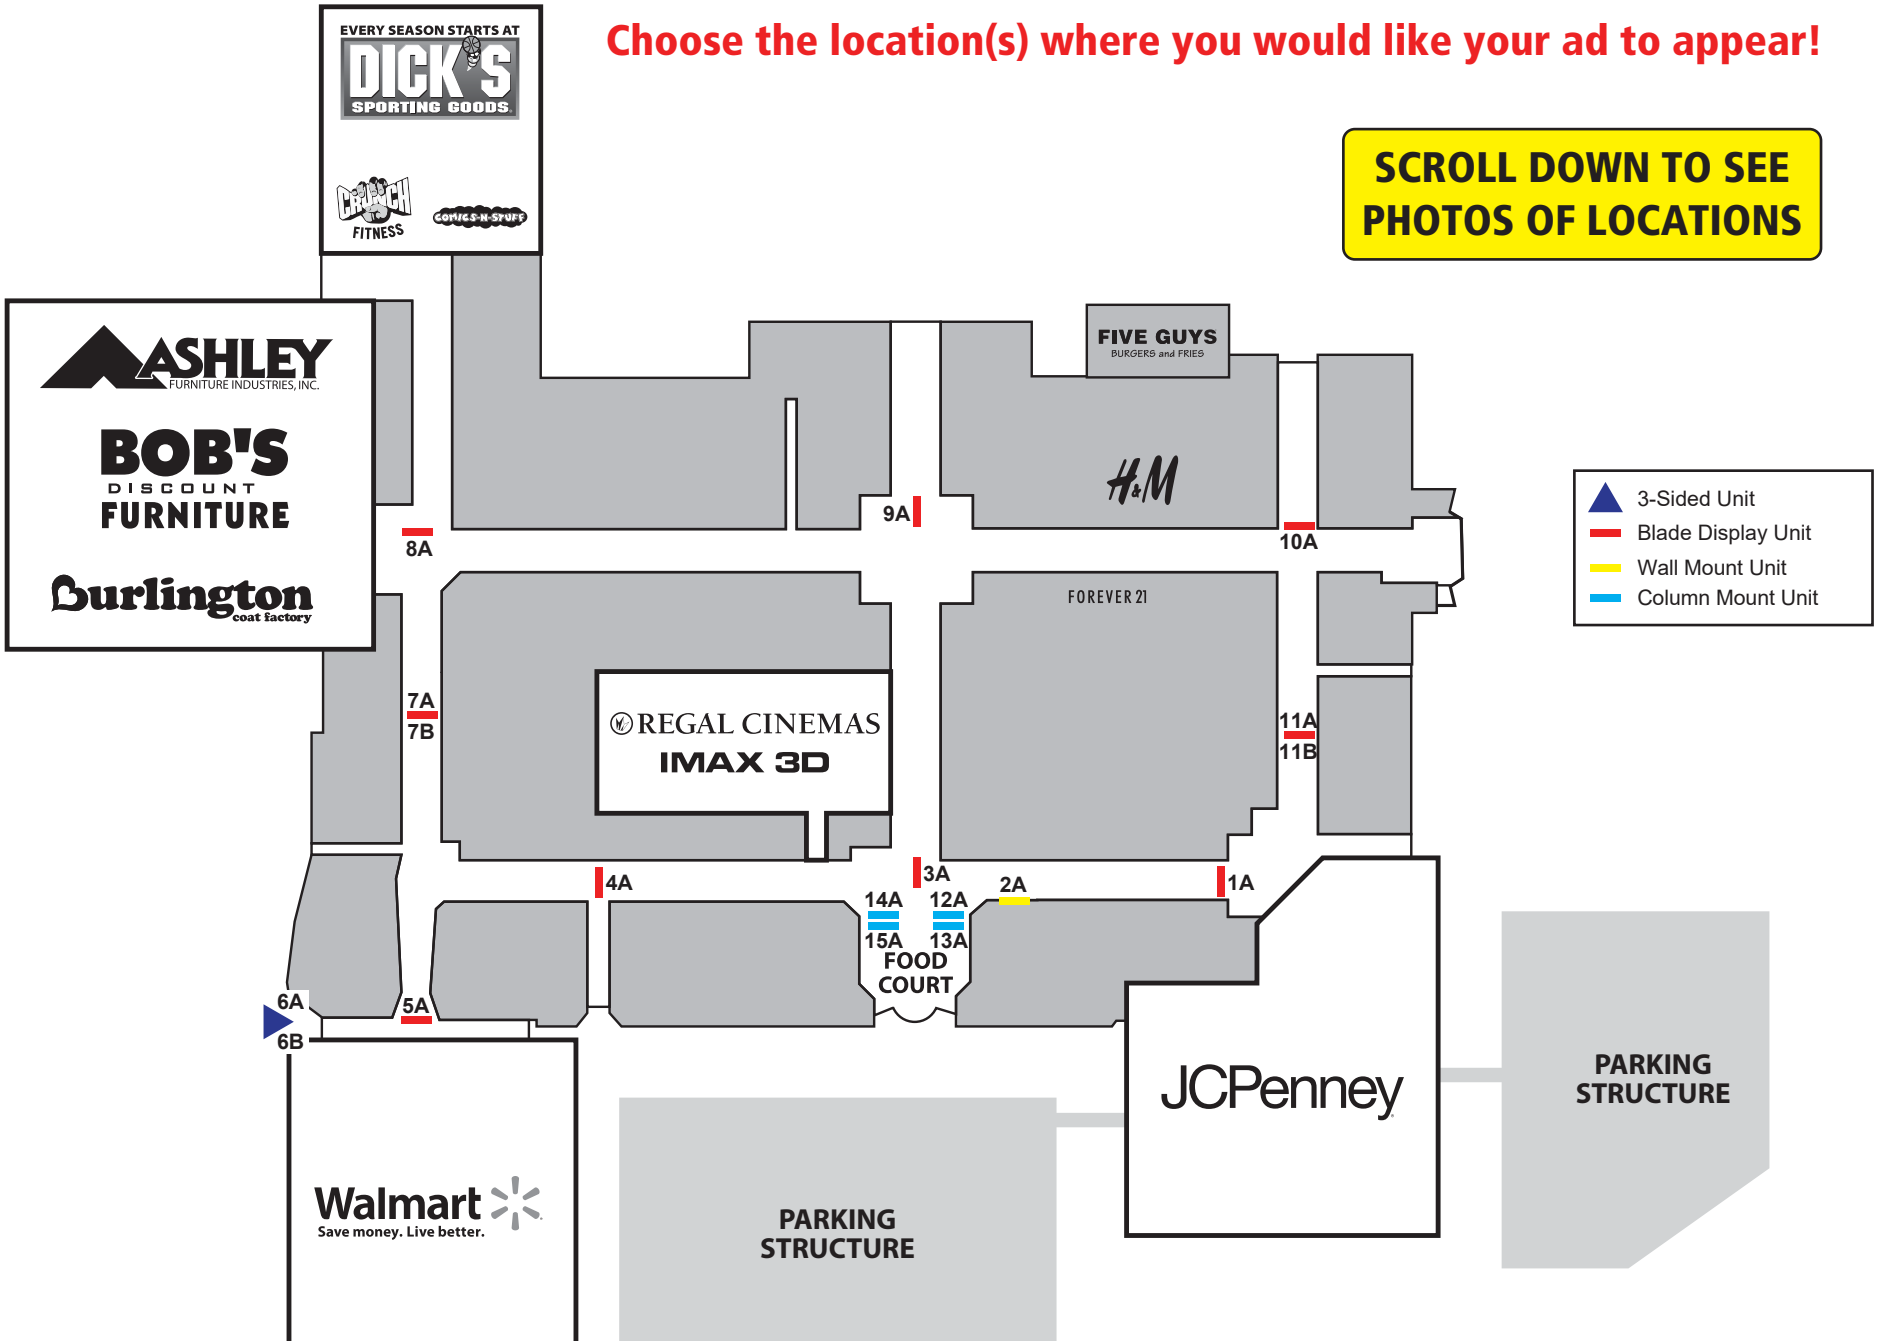 Choose the location(s) where you would like your ad to appear!
EVERY SEASON STARTS AT
DICK'S
SPORTING GOODS
CRUNCH
FITNESS
COMICS-N-STUFF
SCROLL DOWN TO SEE
PHOTOS OF LOCATIONS
ASHLEY
FURNITURE INDUSTRIES, INC.
BOB'S
DISCOUNT
FURNITURE
Burlington
coat factory
FIVE GUYS
BURGERS and FRIES
H&M
3-Sided Unit
Blade Display Unit
Wall Mount Unit
Column Mount Unit
9A
8A
10A
FOREVER 21
7A
7B
REGAL CINEMAS
IMAX 3D
11A
11B
4A
3A
2A
1A
14A
12A
15A
13A
FOOD
COURT
6A
5A
6B
JCPenney
PARKING
STRUCTURE
Walmart
Save money. Live better.
PARKING
STRUCTURE